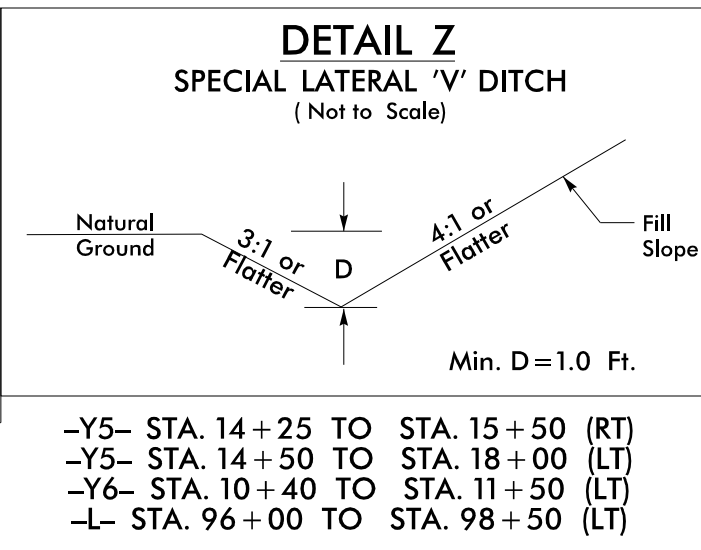 DETAIL Z
SPECIAL LATERAL 'V' DITCH
( Not to Scale)
Natural
Ground
3:1 or
Flatter
D
4:1 or
Flatter
Fill
Slope
Min. D=1.0 Ft.
–Y5– STA. 14+25 TO STA. 15+50 (RT)
–Y5– STA. 14+50 TO STA. 18+00 (LT)
–Y6– STA. 10+40 TO STA. 11+50 (LT)
–L– STA. 96+00 TO STA. 98+50 (LT)